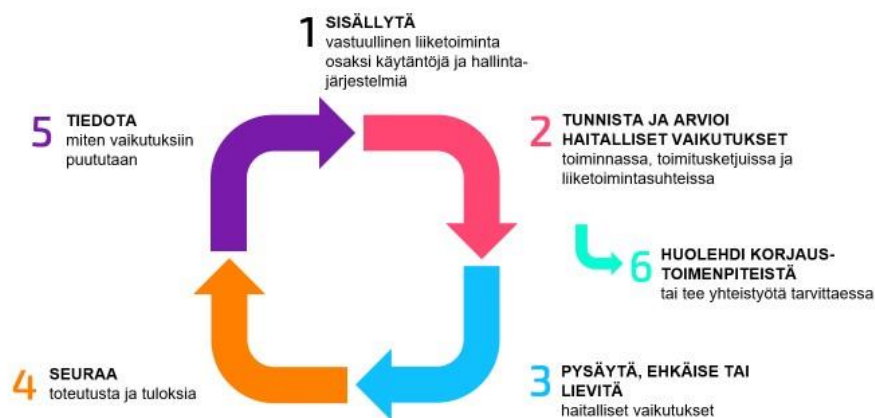 1 SISÄLLYTÄ
vastuullinen liiketoiminta
osaksi käytäntöjä ja hallinta-
järjestelmiä
2 TUNNISTA JA ARVIOI
HAITALLISET VAIKUTUKSET
toiminnassa, toimitusketjuissa ja
liiketoimintasuhteissa
6 HUOLEHDI KORJAUS-
TOIMENPITEISTÄ
tai tee yhteistyötä tarvittaessa
3 PYSÄYTÄ, EHKÄISE TAI
LIEVITÄ
haitalliset vaikutukset
4 SEURAA
toteutusta ja tuloksia
5 TIEDOTA
miten vaikutuksiin
puututaan